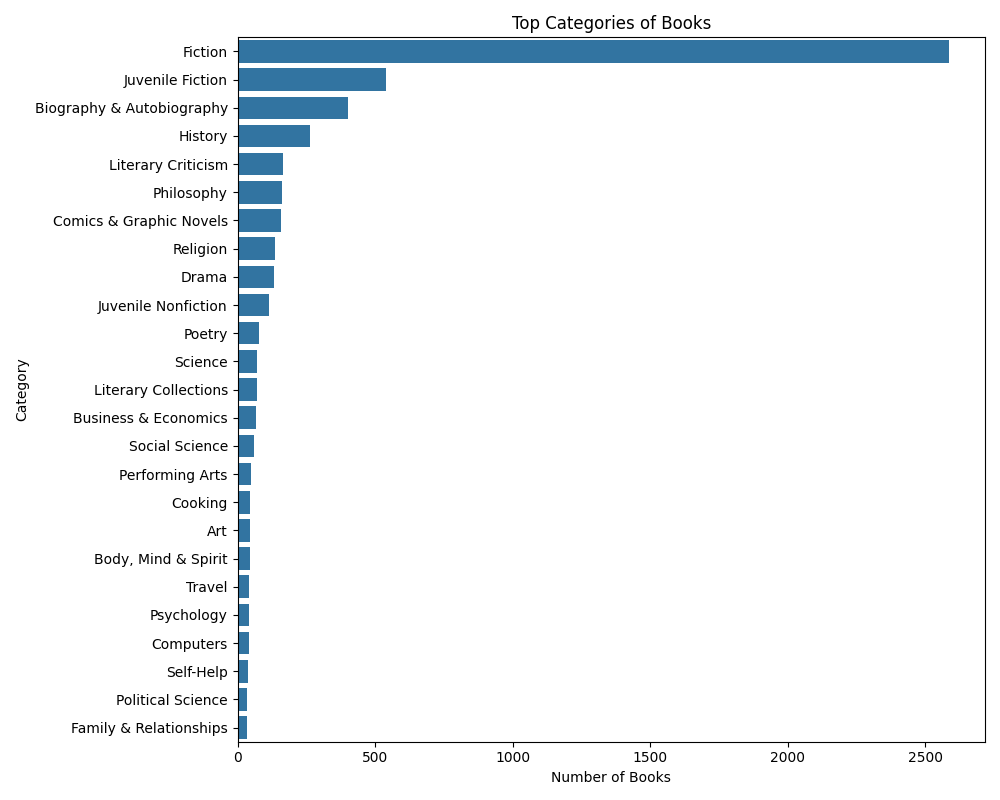 Top Categories of Books
Fiction
Juvenile Fiction
Biography & Autobiography
History
Literary Criticism
Philosophy
Comics & Graphic Novels
Religion
Drama
Juvenile Nonfiction
Poetry
Science
Literary Collections
Business & Economics
Social Science
Performing Arts
Cooking
Art
Body, Mind & Spirit
Travel
Psychology
Computers
Self-Help
Political Science
Family & Relationships
Category
0 500 1000 1500 2000 2500
Number of Books